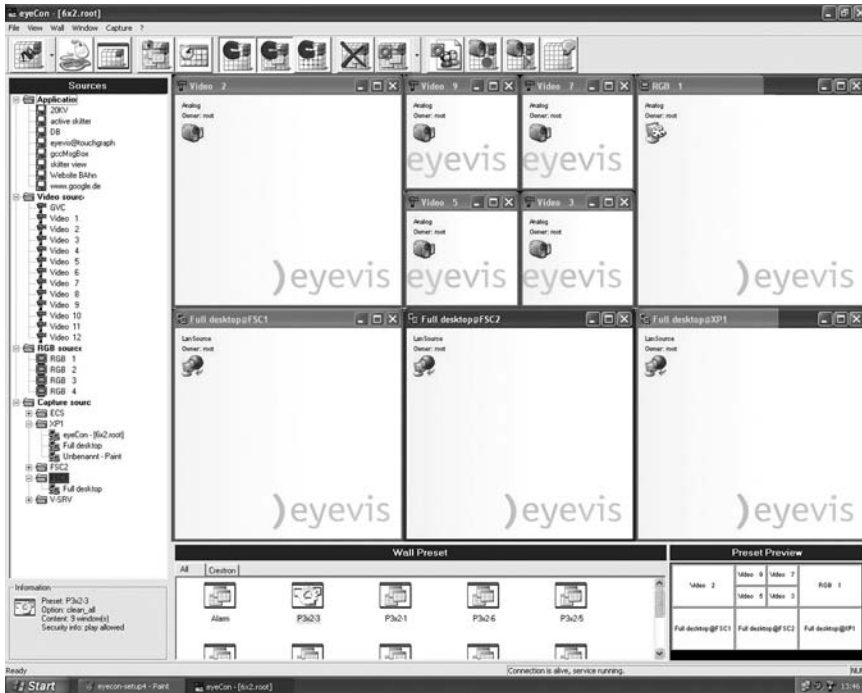 eyeCon - [6x2.root]
File View Wall Window Capture ?
Sources
Application
20KV
active skitter
DB
eyevis@touchgraph
gccMsgBox
skitter view
Website BAhn
www.google.de
Video sourc
GVC
Video 1
Video 2
Video 3
Video 4
Video 5
Video 6
Video 7
Video 8
Video 9
Video 10
Video 11
Video 12
RGB source
RGB 1
RGB 2
RGB 3
RGB 4
Capture sourc
ECS
XP1
eyeCon - [6x2.root]
Full desktop
Unbenannt - Paint
FSC2
Full desktop
V-SRV
Information
Preset: P3x2-3
Option: clean_all
Content: 9 window(s)
Security info: play allowed
Video 2
Analog
Owner: root
eyevis
Video 9
Analog
Owner: root
eyevis
Video 7
Analog
Owner: root
eyevis
RGB 1
Analog
Owner: root
eyevis
Video 5
Analog
Owner: root
eyevis
Video 3
Analog
Owner: root
eyevis
Full desktop@FSC1
LanSource
Owner: root
eyevis
Full desktop@FSC2
LanSource
Owner: root
eyevis
Full desktop@XP1
LanSource
Owner: root
eyevis
Wall Preset
All Crestron
Alarm P3x2-3 P3x2-1 P3x2-6 P3x2-5
Preset Preview
Video 2 Video 9 Video 7 RGB 1
Video 5 Video 3
Full desktop@FSC1 Full desktop@FSC2 Full desktop@XP1
Ready Connection is alive, service running. NU
Start eyecon-setup4 - Paint eyeCon - [6x2.root] 13:46